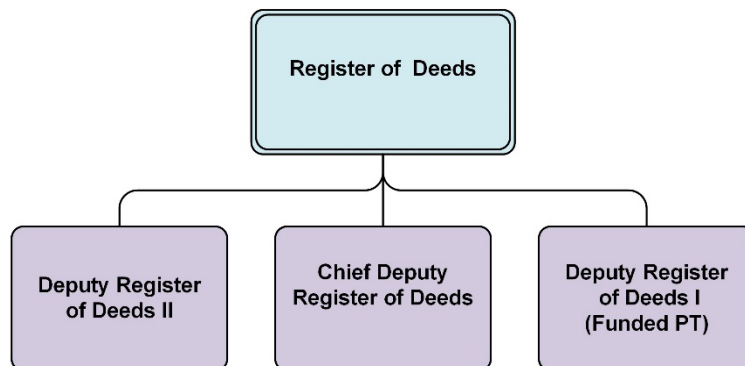 Register of Deeds
Deputy Register
of Deeds II
Chief Deputy
Register of Deeds
Deputy Register
of Deeds I
(Funded PT)